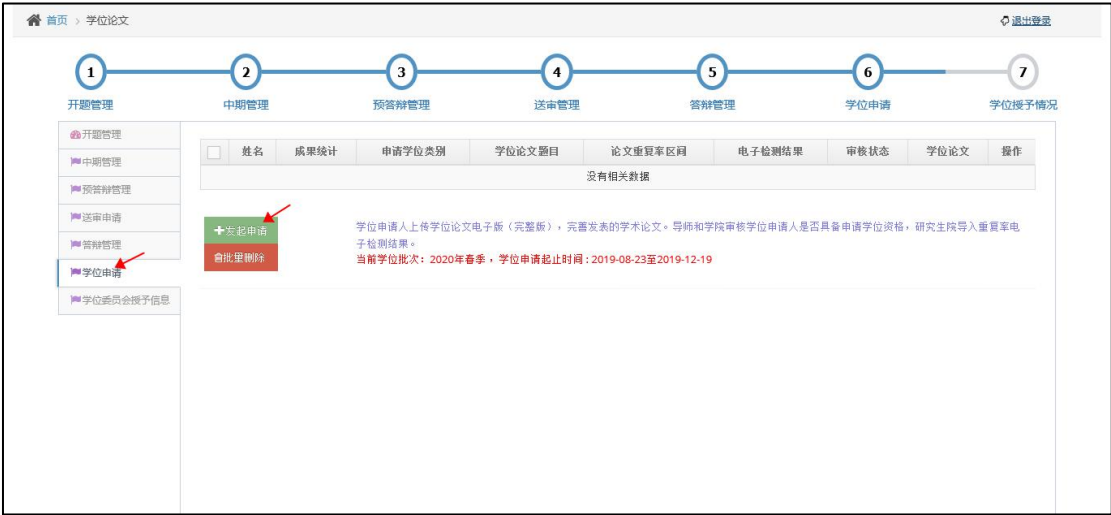 首页 > 学位论文
退出登录
1 2 3 4 5 6 7
开题管理 中期管理 预答辩管理 送审管理 答辩管理 学位申请 学位授予情况
开题管理
中期管理
预答辩管理
送审申请
答辩管理
学位申请
学位委员会授予信息
姓名 成果统计 申请学位类别 学位论文题目 论文重复率区间 电子检测结果 审核状态 学位论文 操作
没有相关数据
+发起申请
批里删除
学位申请人上传学位论文电子版（完整版），完善发表的学术论文。导师和学院审核学位申请人是否具备申请学位资格，研究生院导入重复率电
子检测结果。
当前学位批次：2020年春季，学位申请起止时间：2019-08-23至2019-12-19